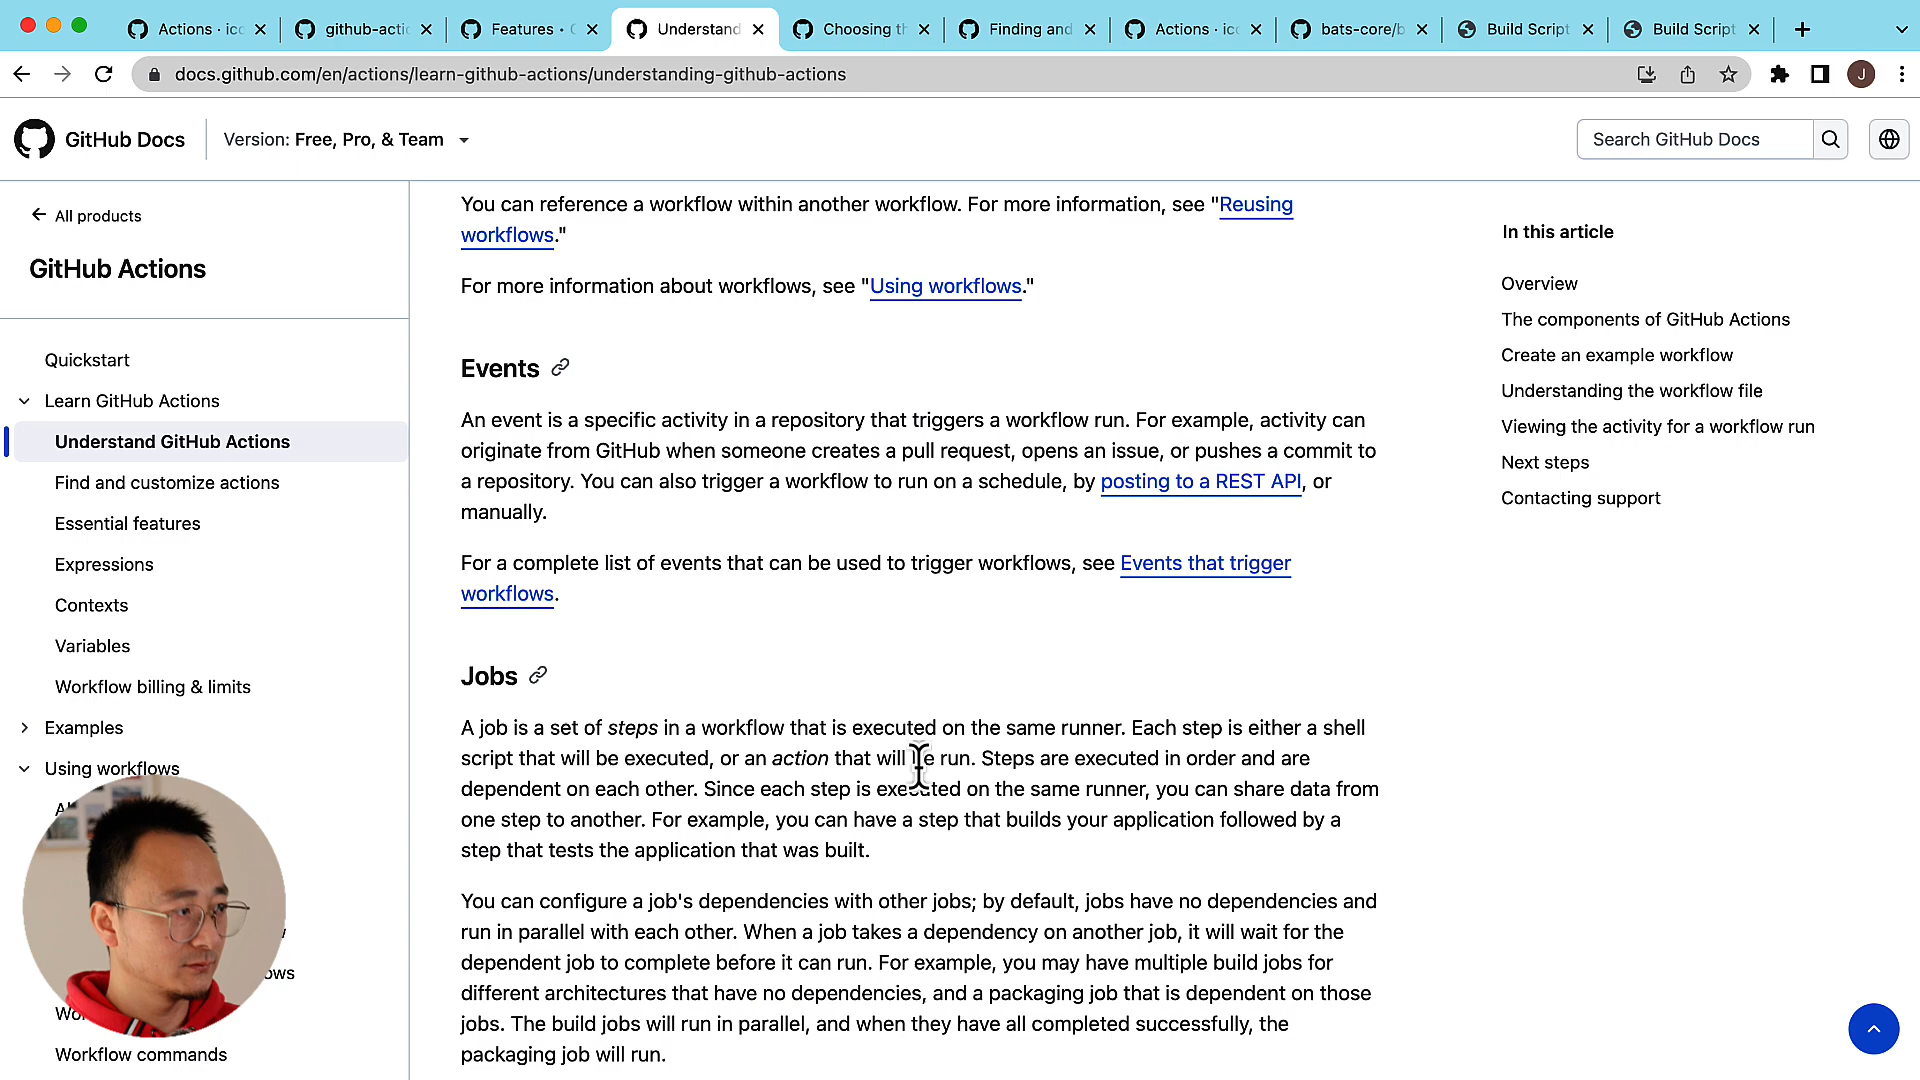 Actions · ic
github-actio
Features · G
Understand
Choosing th
Finding and
Actions · ic
bats-core/b
Build Script
Build Script
docs.github.com/en/actions/learn-github-actions/understanding-github-actions
J
GitHub Docs
Version: Free, Pro, & Team
Search GitHub Docs
All products
GitHub Actions
Quickstart
Learn GitHub Actions
Understand GitHub Actions
Find and customize actions
Essential features
Expressions
Contexts
Variables
Workflow billing & limits
Examples
Using workflows
Workflow commands
You can reference a workflow within another workflow. For more information, see "Reusing
workflows."
For more information about workflows, see "Using workflows."
Events
An event is a specific activity in a repository that triggers a workflow run. For example, activity can
originate from GitHub when someone creates a pull request, opens an issue, or pushes a commit to
a repository. You can also trigger a workflow to run on a schedule, by posting to a REST API, or
manually.
For a complete list of events that can be used to trigger workflows, see Events that trigger
workflows.
Jobs
A job is a set of steps in a workflow that is executed on the same runner. Each step is either a shell
script that will be executed, or an action that will be run. Steps are executed in order and are
dependent on each other. Since each step is executed on the same runner, you can share data from
one step to another. For example, you can have a step that builds your application followed by a
step that tests the application that was built.
You can configure a job's dependencies with other jobs; by default, jobs have no dependencies and
run in parallel with each other. When a job takes a dependency on another job, it will wait for the
dependent job to complete before it can run. For example, you may have multiple build jobs for
different architectures that have no dependencies, and a packaging job that is dependent on those
jobs. The build jobs will run in parallel, and when they have all completed successfully, the
packaging job will run.
In this article
Overview
The components of GitHub Actions
Create an example workflow
Understanding the workflow file
Viewing the activity for a workflow run
Next steps
Contacting support